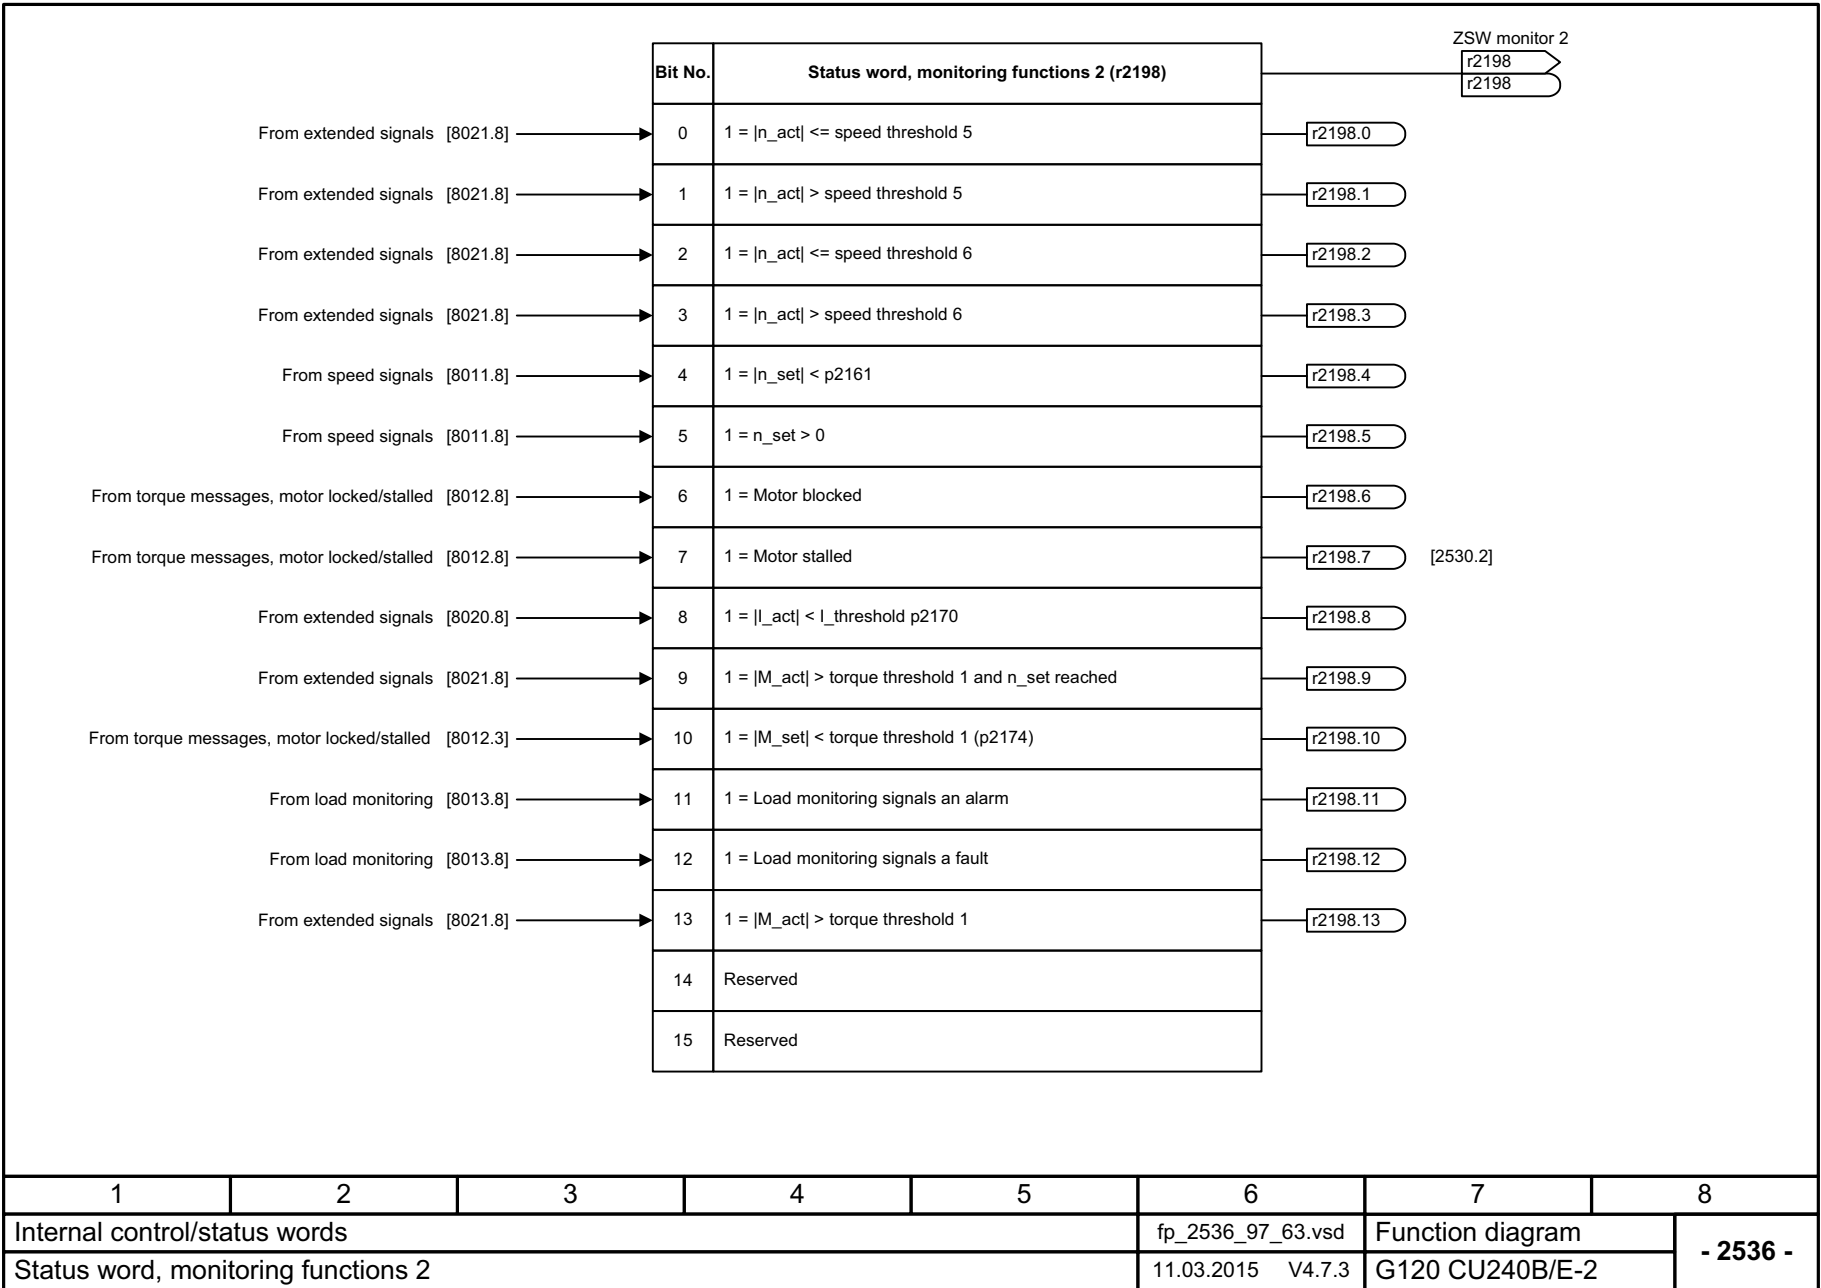 ZSW monitor 2
Bit No. Status word, monitoring functions 2 (r2198) r2198
r2198
From extended signals [8021.8] 0 1 = |n_act| <= speed threshold 5 r2198.0
From extended signals [8021.8] 1 1 = |n_act| > speed threshold 5 r2198.1
From extended signals [8021.8] 2 1 = |n_act| <= speed threshold 6 r2198.2
From extended signals [8021.8] 3 1 = |n_act| > speed threshold 6 r2198.3
From speed signals [8011.8] 4 1 = |n_set| < p2161 r2198.4
From speed signals [8011.8] 5 1 = n_set > 0 r2198.5
From torque messages, motor locked/stalled [8012.8] 6 1 = Motor blocked r2198.6
From torque messages, motor locked/stalled [8012.8] 7 1 = Motor stalled r2198.7 [2530.2]
From extended signals [8020.8] 8 1 = |I_act| < I_threshold p2170 r2198.8
From extended signals [8021.8] 9 1 = |M_act| > torque threshold 1 and n_set reached r2198.9
From torque messages, motor locked/stalled [8012.3] 10 1 = |M_set| < torque threshold 1 (p2174) r2198.10
From load monitoring [8013.8] 11 1 = Load monitoring signals an alarm r2198.11
From load monitoring [8013.8] 12 1 = Load monitoring signals a fault r2198.12
From extended signals [8021.8] 13 1 = |M_act| > torque threshold 1 r2198.13
14 Reserved
15 Reserved
1 2 3 4 5 6 7 8
Internal control/status words fp_2536_97_63.vsd Function diagram - 2536 -
Status word, monitoring functions 2 11.03.2015 V4.7.3 G120 CU240B/E-2